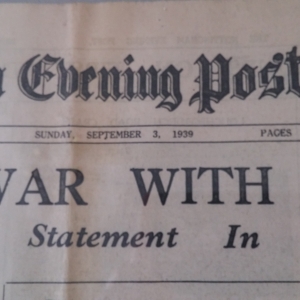 Evening Post
SUNDAY, SEPTEMBER 3, 1939 PAGES
WAR WITH
Statement In